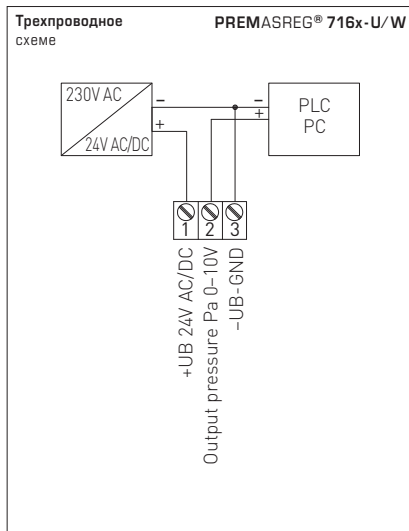 Трехпроводное
схеме
PREMASREG® 716x-U/W
230V AC
24V AC/DC
–
+
–
+
PLC
PC
1 2 3
+UB 24V AC/DC
Output pressure Pa 0–10V
–UB-GND